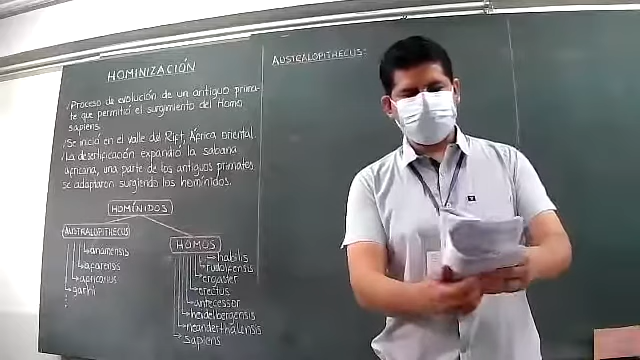 HOMINIZACIÓN
AUSTRALOPITHECUS:
✓Proceso de evolución de un antiguo prima-
te que permitió el surgimiento del Homo
sapiens.
✓Se inició en el valle del Rift, África oriental.
✓La desertificación expandió la sabana
africana, una parte de los antiguos primates
se adaptaron surgiendo los homínidos.
HOMÍNIDOS
AUSTRALOPITHECUS
anamensis
afarensis
africanus
garhi
HOMOS
habilis
rudolfensis
ergaster
erectus
antecessor
heidelbergensis
neanderthalensis
sapiens